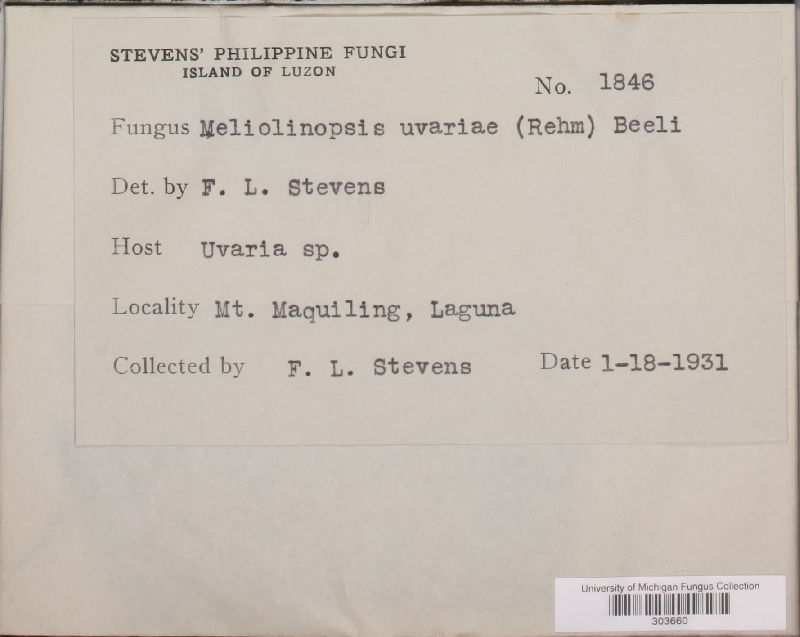 STEVENS' PHILIPPINE FUNGI
ISLAND OF LUZON
No. 1846
Fungus Meliolinopsis uvariae (Rehm) Beeli
Det. by F. L. Stevens
Host Uvaria sp.
Locality Mt. Maquiling, Laguna
Collected by F. L. Stevens Date 1-18-1931
University of Michigan Fungus Collection
303660